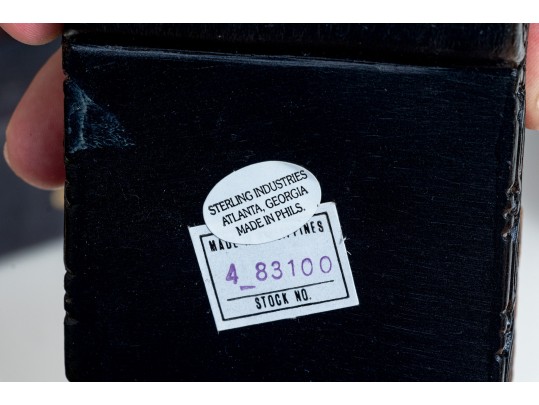 STERLING INDUSTRIES
ATLANTA, GEORGIA
MADE IN PHILS.
4_83100
STOCK NO.